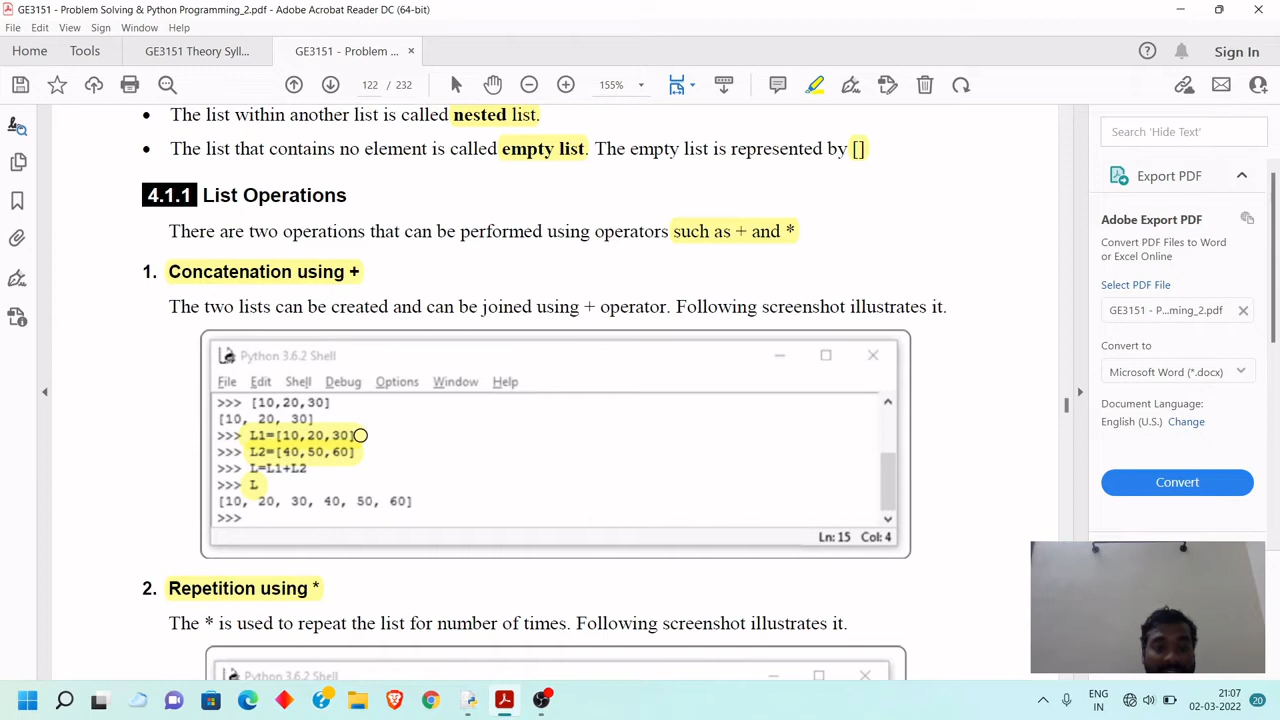 GE3151 - Problem Solving & Python Programming_2.pdf - Adobe Acrobat Reader DC (64-bit)
File Edit View Sign Window Help
Home Tools GE3151 Theory Syll... GE3151 - Problem ... × Sign In
122 / 232 155%
• The list within another list is called nested list.
• The list that contains no element is called empty list. The empty list is represented by []
4.1.1 List Operations
There are two operations that can be performed using operators such as + and *
1. Concatenation using +
The two lists can be created and can be joined using + operator. Following screenshot illustrates it.
Python 3.6.2 Shell
File Edit Shell Debug Options Window Help
>>> [10,20,30]
[10, 20, 30]
>>> L1=[10,20,30]
>>> L2=[40,50,60]
>>> L=L1+L2
>>> L
[10, 20, 30, 40, 50, 60]
>>>
Ln: 15 Col: 4
2. Repetition using *
The * is used to repeat the list for number of times. Following screenshot illustrates it.
Python 3.6.2 Shell
Search 'Hide Text'
Export PDF
Adobe Export PDF
Convert PDF Files to Word
or Excel Online
Select PDF File
GE3151 - P...ming_2.pdf
Convert to
Microsoft Word (*.docx)
Document Language:
English (U.S.) Change
Convert
ENG
IN
21:07
02-03-2022
20